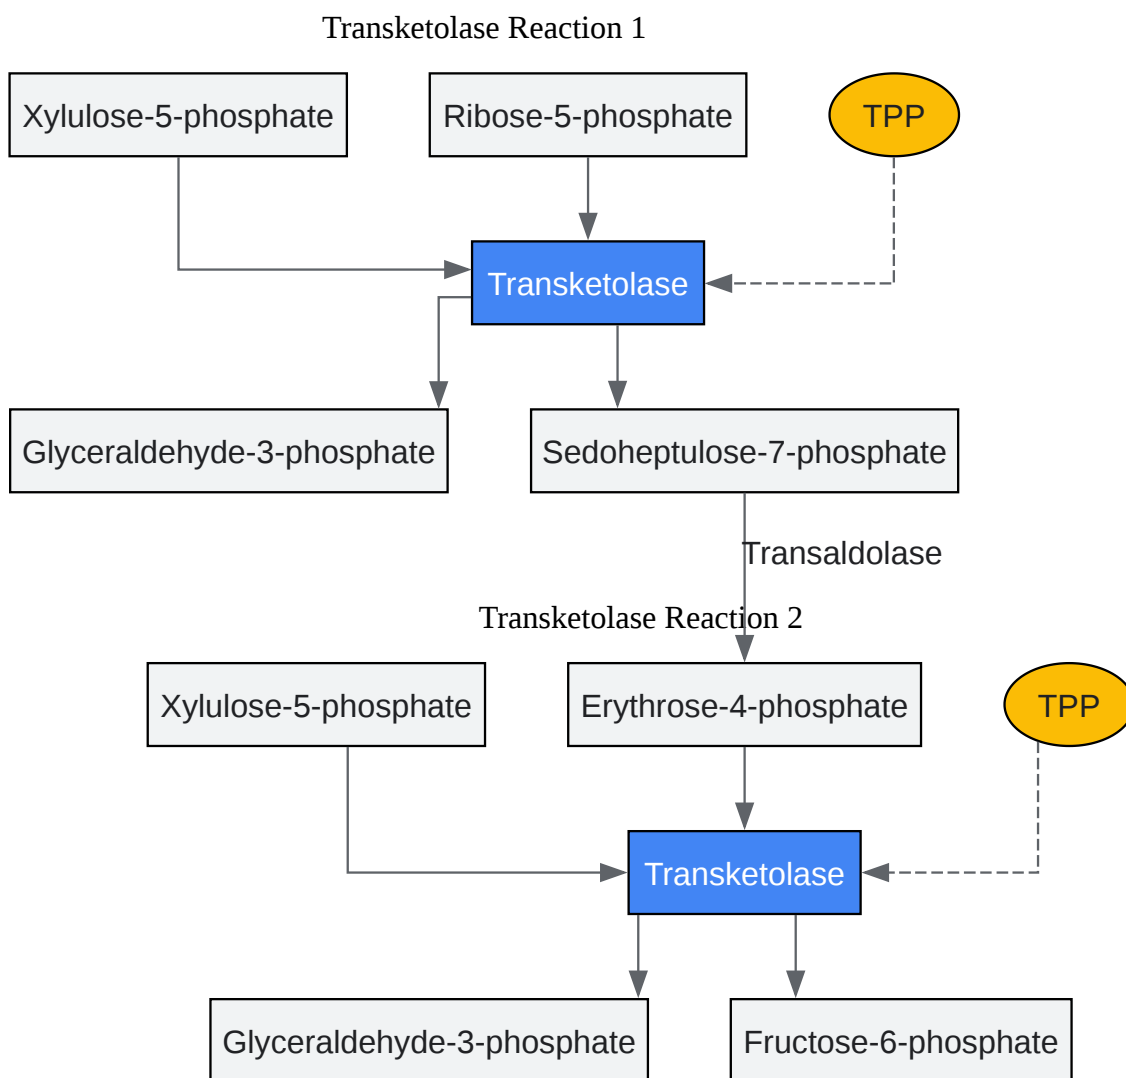 Transketolase Reaction 1
Xylulose-5-phosphate
Ribose-5-phosphate
TPP
Transketolase
Glyceraldehyde-3-phosphate
Sedoheptulose-7-phosphate
Transaldolase
Transketolase Reaction 2
Xylulose-5-phosphate
Erythrose-4-phosphate
TPP
Transketolase
Glyceraldehyde-3-phosphate
Fructose-6-phosphate